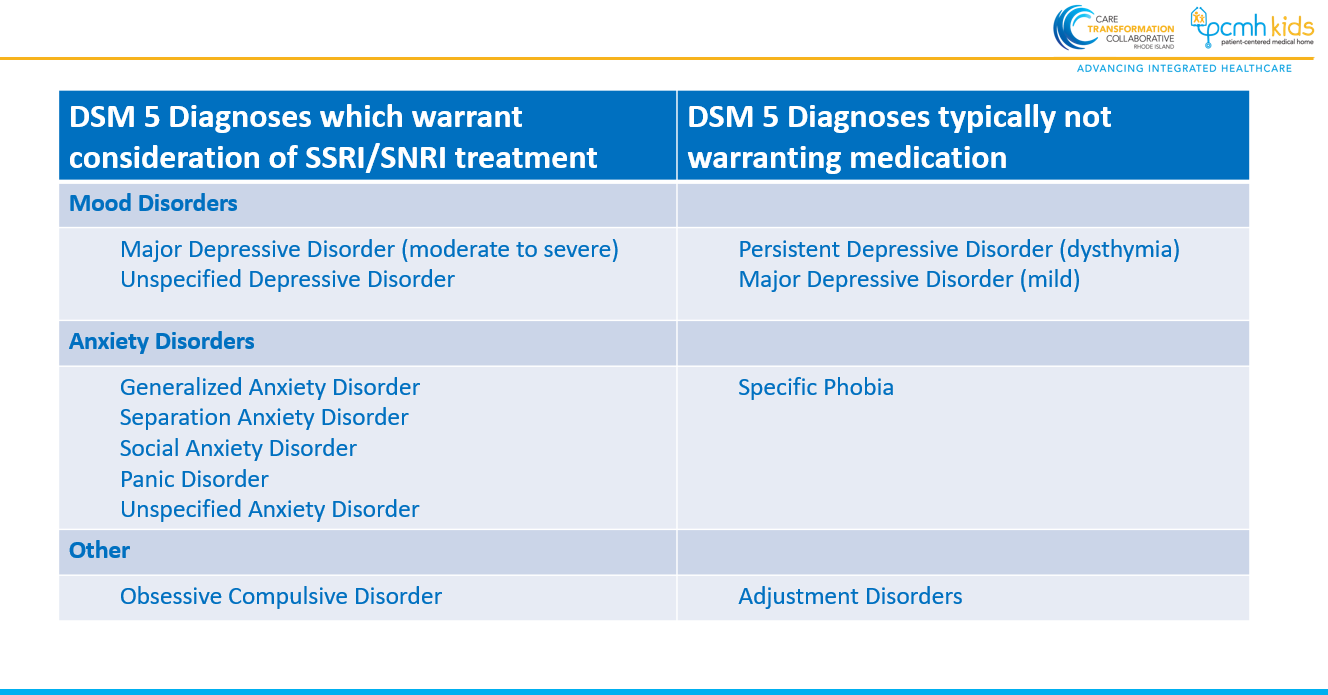 CARE
TRANSFORMATION
COLLABORATIVE
RHODE ISLAND
pcmh kids
patient-centered medical home
ADVANCING INTEGRATED HEALTHCARE
DSM 5 Diagnoses which warrant
consideration of SSRI/SNRI treatment
DSM 5 Diagnoses typically not
warranting medication
Mood Disorders
Major Depressive Disorder (moderate to severe)
Unspecified Depressive Disorder
Persistent Depressive Disorder (dysthymia)
Major Depressive Disorder (mild)
Anxiety Disorders
Generalized Anxiety Disorder
Separation Anxiety Disorder
Social Anxiety Disorder
Panic Disorder
Unspecified Anxiety Disorder
Specific Phobia
Other
Obsessive Compulsive Disorder
Adjustment Disorders